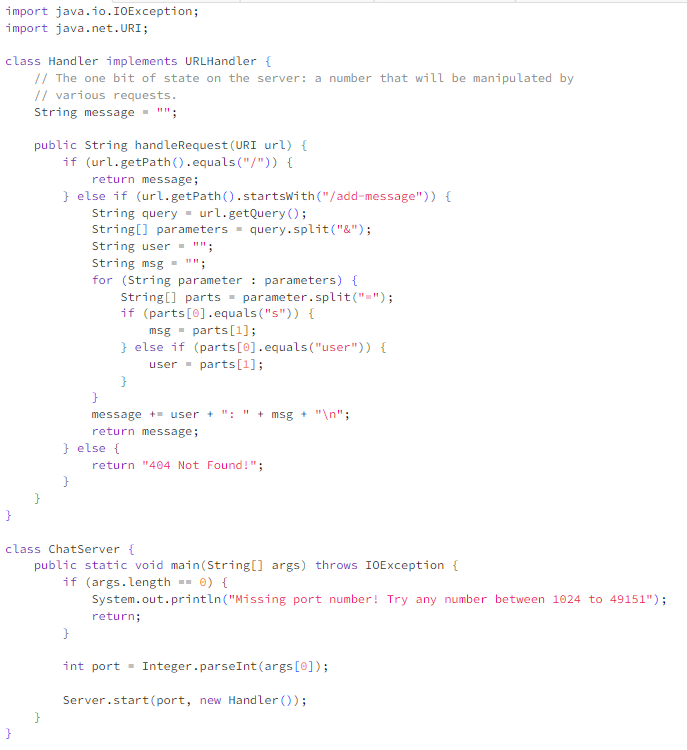 import java.io.IOException;
import java.net.URI;

class Handler implements URLHandler {
    // The one bit of state on the server: a number that will be manipulated by
    // various requests.
    String message = "";

    public String handleRequest(URI url) {
        if (url.getPath().equals("/")) {
            return message;
        } else if (url.getPath().startsWith("/add-message")) {
            String query = url.getQuery();
            String[] parameters = query.split("&");
            String user = "";
            String msg = "";
            for (String parameter : parameters) {
                String[] parts = parameter.split("=");
                if (parts[0].equals("s")) {
                    msg = parts[1];
                } else if (parts[0].equals("user")) {
                    user = parts[1];
                }
            }
            message += user + ": " + msg + "\n";
            return message;
        } else {
            return "404 Not Found!";
        }
    }
}

class ChatServer {
    public static void main(String[] args) throws IOException {
        if (args.length == 0) {
            System.out.println("Missing port number! Try any number between 1024 to 49151");
            return;
        }

        int port = Integer.parseInt(args[0]);

        Server.start(port, new Handler());
    }
}